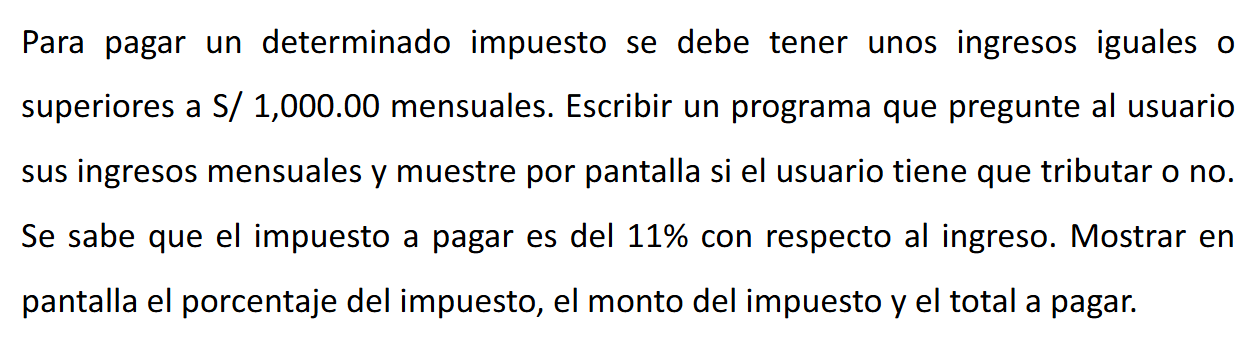 Para pagar un determinado impuesto se debe tener unos ingresos iguales o
superiores a S/ 1,000.00 mensuales. Escribir un programa que pregunte al usuario
sus ingresos mensuales y muestre por pantalla si el usuario tiene que tributar o no.
Se sabe que el impuesto a pagar es del 11% con respecto al ingreso. Mostrar en
pantalla el porcentaje del impuesto, el monto del impuesto y el total a pagar.